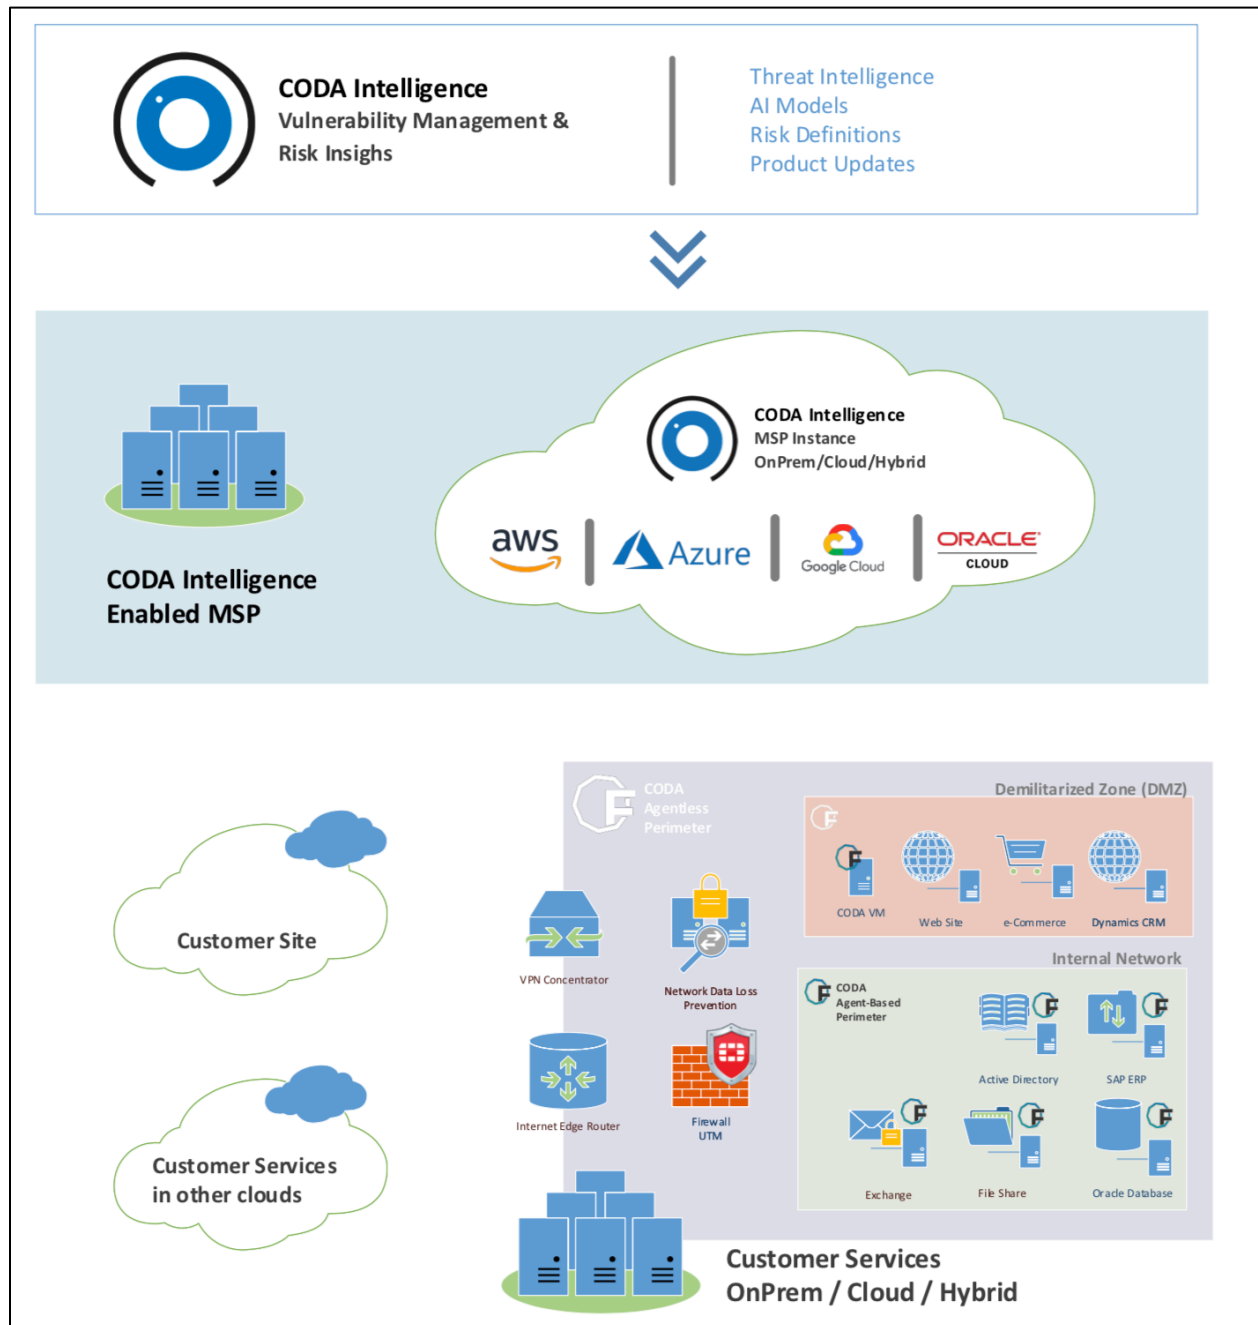 CODA Intelligence
Vulnerability Management &
Risk Insighs
Threat Intelligence
AI Models
Risk Definitions
Product Updates
CODA Intelligence
MSP Instance
OnPrem/Cloud/Hybrid
aws
Azure
Google Cloud
ORACLE
CLOUD
CODA Intelligence
Enabled MSP
CODA
Agentless
Perimeter
Demilitarized Zone (DMZ)
CODA VM
Web Site
e-Commerce
Dynamics CRM
Customer Site
VPN Concentrator
Network Data Loss
Prevention
Internal Network
CODA
Agent-Based
Perimeter
Active Directory
SAP ERP
Internet Edge Router
Firewall
UTM
Customer Services
in other clouds
Exchange
File Share
Oracle Database
Customer Services
OnPrem / Cloud / Hybrid